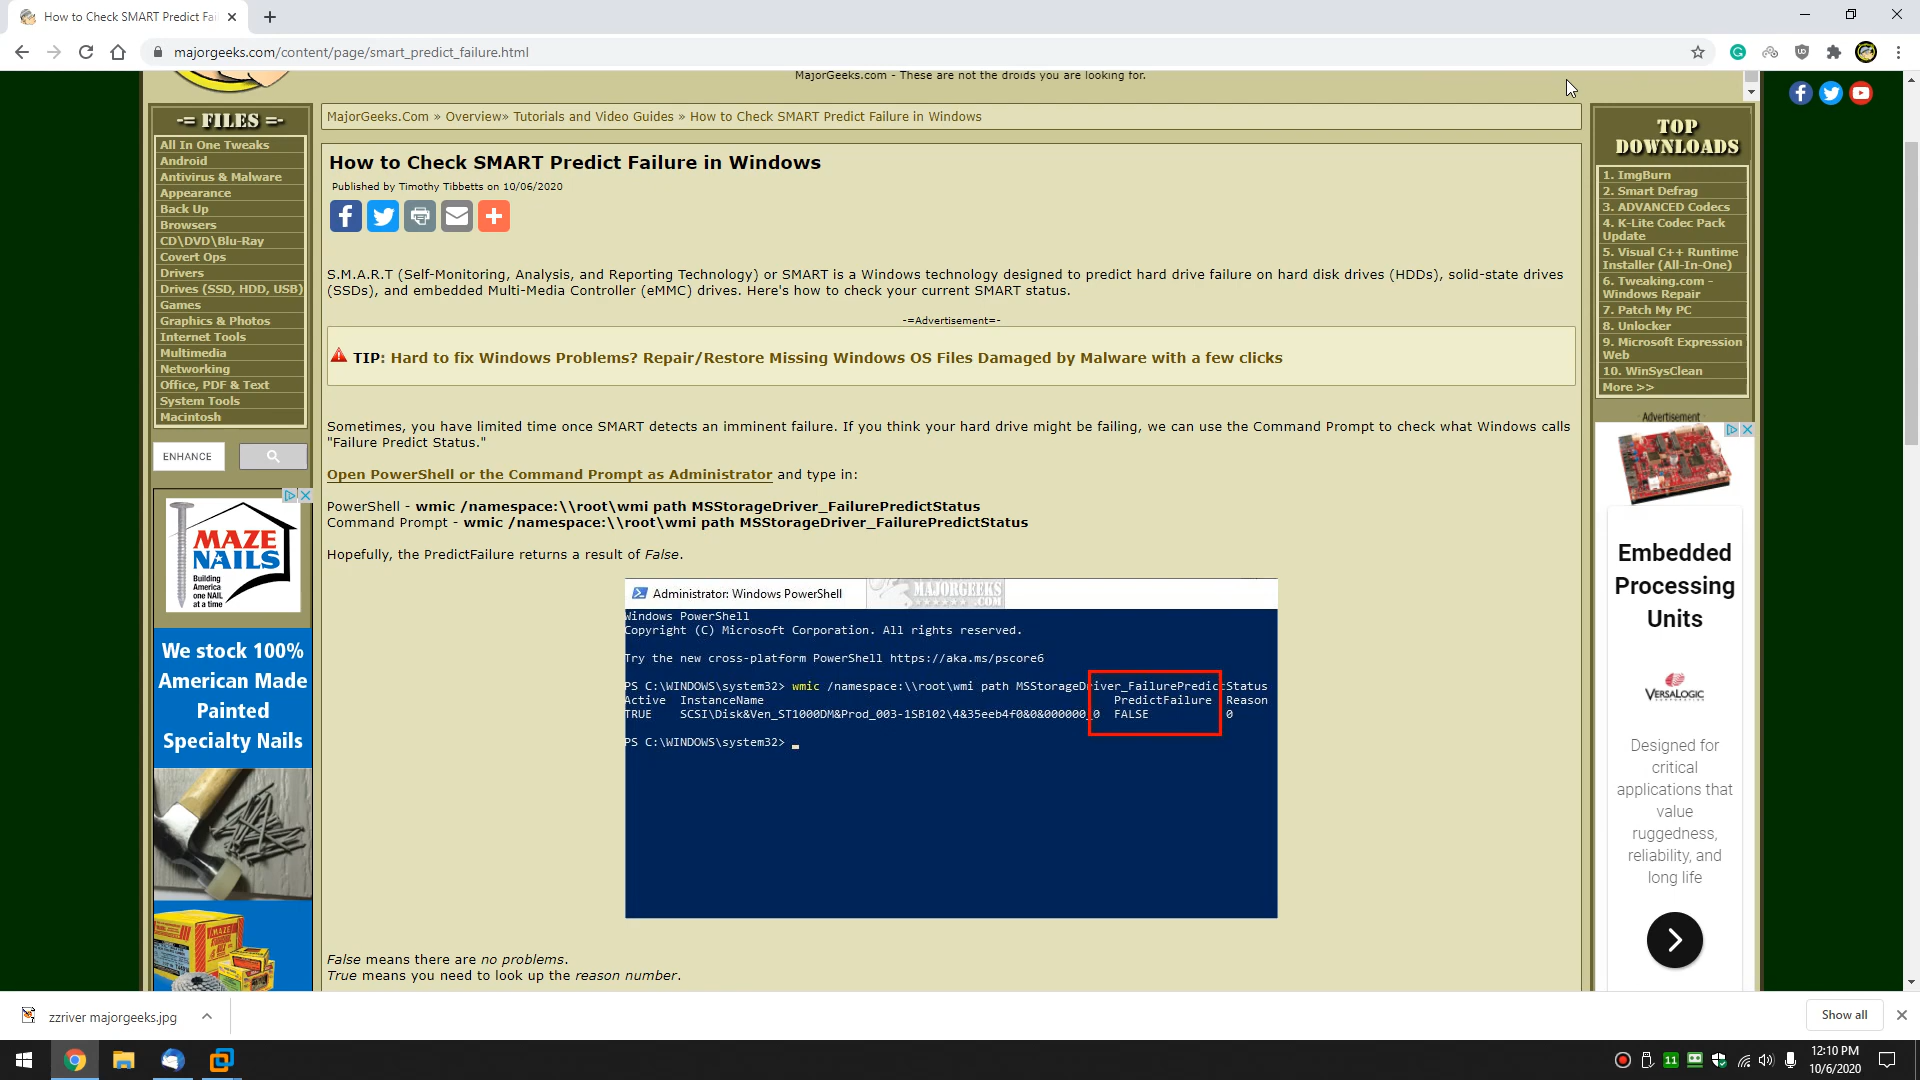 How to Check SMART Predict Fai
majorgeeks.com/content/page/smart_predict_failure.html
MajorGeeks.com - These are not the droids you are looking for.
-= FILES =-
All In One Tweaks
Android
Antivirus & Malware
Appearance
Back Up
Browsers
CD\DVD\Blu-Ray
Covert Ops
Drivers
Drives (SSD, HDD, USB)
Games
Graphics & Photos
Internet Tools
Multimedia
Networking
Office, PDF & Text
System Tools
Macintosh
ENHANCE
MAZE
NAILS
Building
America
one NAIL
at a time
We stock 100%
American Made
Painted
Specialty Nails
MajorGeeks.Com » Overview» Tutorials and Video Guides » How to Check SMART Predict Failure in Windows
How to Check SMART Predict Failure in Windows
Published by Timothy Tibbetts on 10/06/2020
S.M.A.R.T (Self-Monitoring, Analysis, and Reporting Technology) or SMART is a Windows technology designed to predict hard drive failure on hard disk drives (HDDs), solid-state drives
(SSDs), and embedded Multi-Media Controller (eMMC) drives. Here's how to check your current SMART status.
-=Advertisement=-
TIP: Hard to fix Windows Problems? Repair/Restore Missing Windows OS Files Damaged by Malware with a few clicks
Sometimes, you have limited time once SMART detects an imminent failure. If you think your hard drive might be failing, we can use the Command Prompt to check what Windows calls
"Failure Predict Status."
Open PowerShell or the Command Prompt as Administrator and type in:
PowerShell - wmic /namespace:\\root\wmi path MSStorageDriver_FailurePredictStatus
Command Prompt - wmic /namespace:\\root\wmi path MSStorageDriver_FailurePredictStatus
Hopefully, the PredictFailure returns a result of False.
Administrator: Windows PowerShell
MAJORGEEKS
.COM
Windows PowerShell
Copyright (C) Microsoft Corporation. All rights reserved.
Try the new cross-platform PowerShell https://aka.ms/pscore6
PS C:\WINDOWS\system32> wmic /namespace:\\root\wmi path MSStorageDriver_FailurePredictStatus
Active InstanceName PredictFailure Reason
TRUE SCSI\Disk&Ven_ST1000DM&Prod_003-1SB102\4&35eeb4f0&0&000000_0 FALSE 0
PS C:\WINDOWS\system32>
False means there are no problems.
True means you need to look up the reason number.
TOP
DOWNLOADS
1. ImgBurn
2. Smart Defrag
3. ADVANCED Codecs
4. K-Lite Codec Pack
Update
5. Visual C++ Runtime
Installer (All-In-One)
6. Tweaking.com -
Windows Repair
7. Patch My PC
8. Unlocker
9. Microsoft Expression
Web
10. WinSysClean
More >>
Advertisement
Embedded
Processing
Units
VERSALOGIC
Designed for
critical
applications that
value
ruggedness,
reliability, and
long life
zzriver majorgeeks.jpg
Show all
11
12:10 PM
10/6/2020